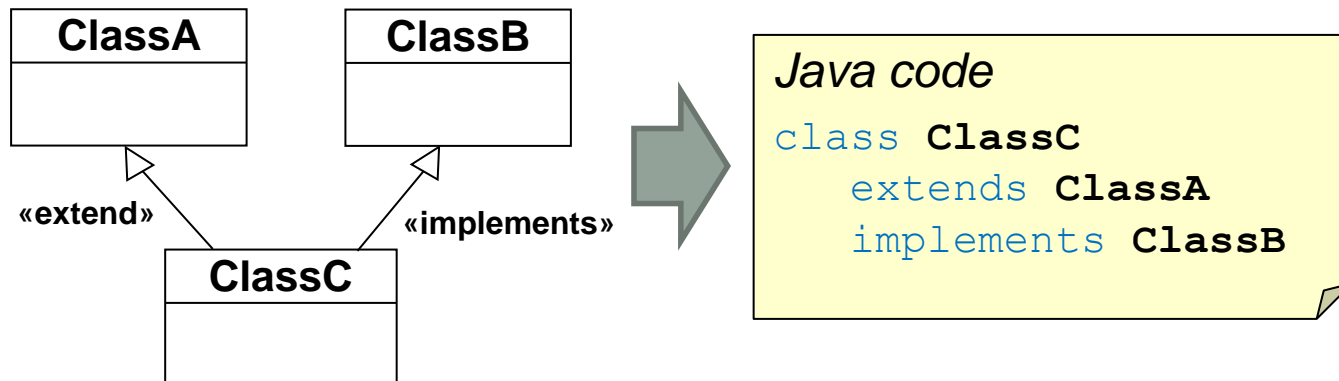 ClassA
ClassB
«extend»
«implements»
ClassC
Java code
class ClassC
extends ClassA
implements ClassB